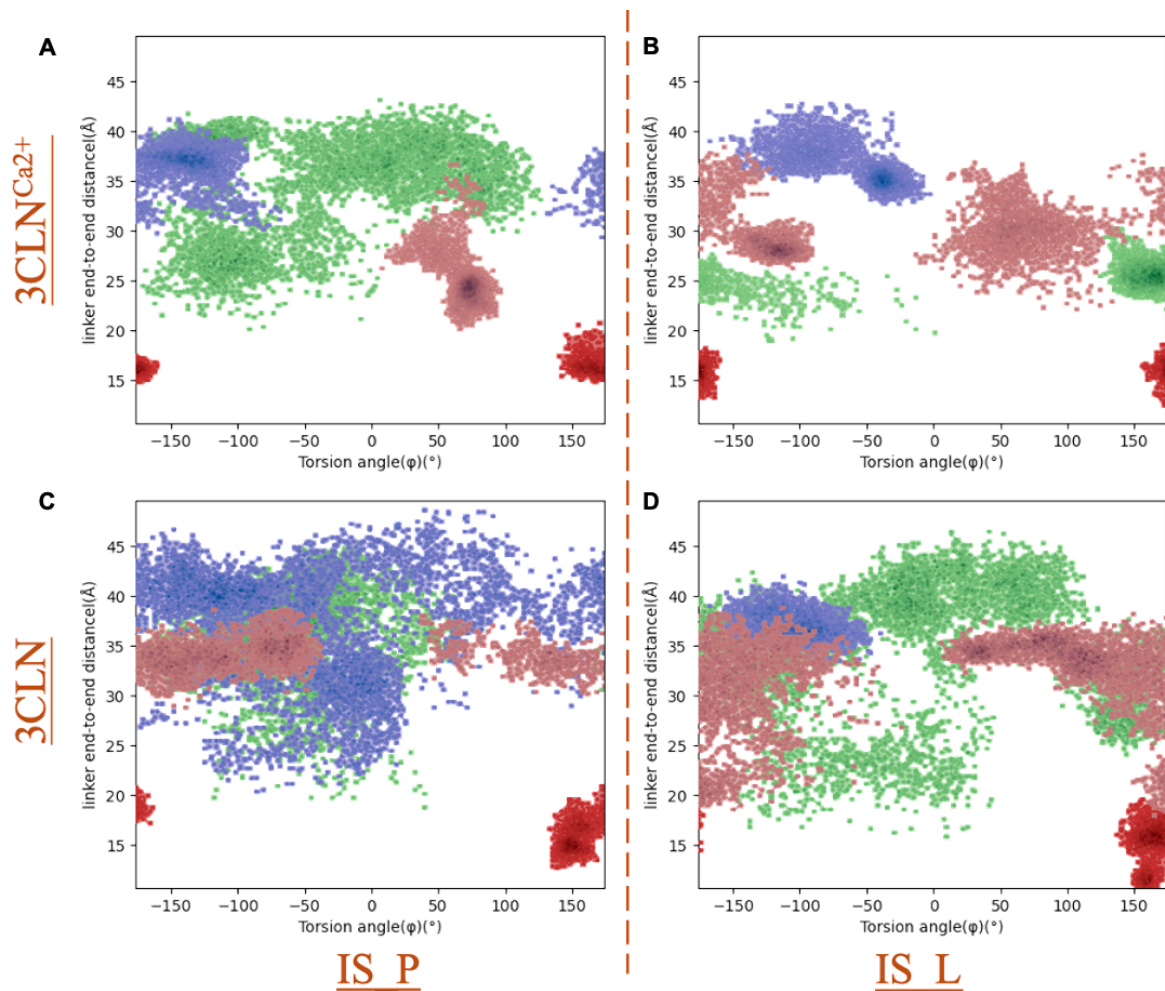 A
B
3CLN^Ca2+
linker end-to-end distancel(Å)
45
40
35
30
25
20
15
−150 −100 −50 0 50 100 150
Torsion angle(φ)(°)
linker end-to-end distancel(Å)
45
40
35
30
25
20
15
−150 −100 −50 0 50 100 150
Torsion angle(φ)(°)
C
D
3CLN
linker end-to-end distancel(Å)
45
40
35
30
25
20
15
−150 −100 −50 0 50 100 150
Torsion angle(φ)(°)
linker end-to-end distancel(Å)
45
40
35
30
25
20
15
−150 −100 −50 0 50 100 150
Torsion angle(φ)(°)
IS_P
IS_L